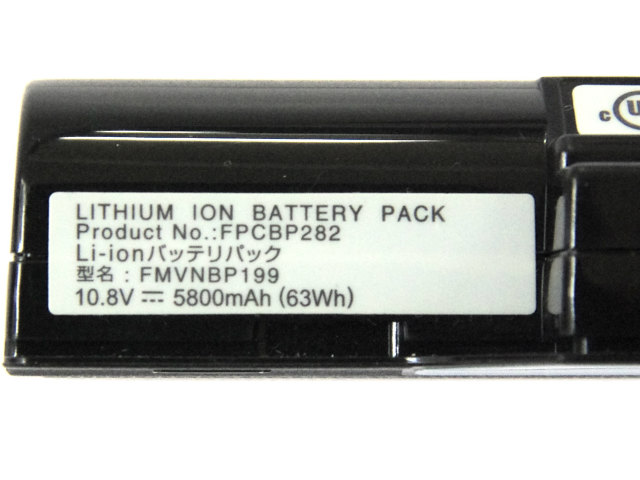 LITHIUM ION BATTERY PACK
Product No.:FPCBP282
Li-ionバッテリパック
型名 : FMVNBP199
10.8V ⎓ 5800mAh (63Wh)
c